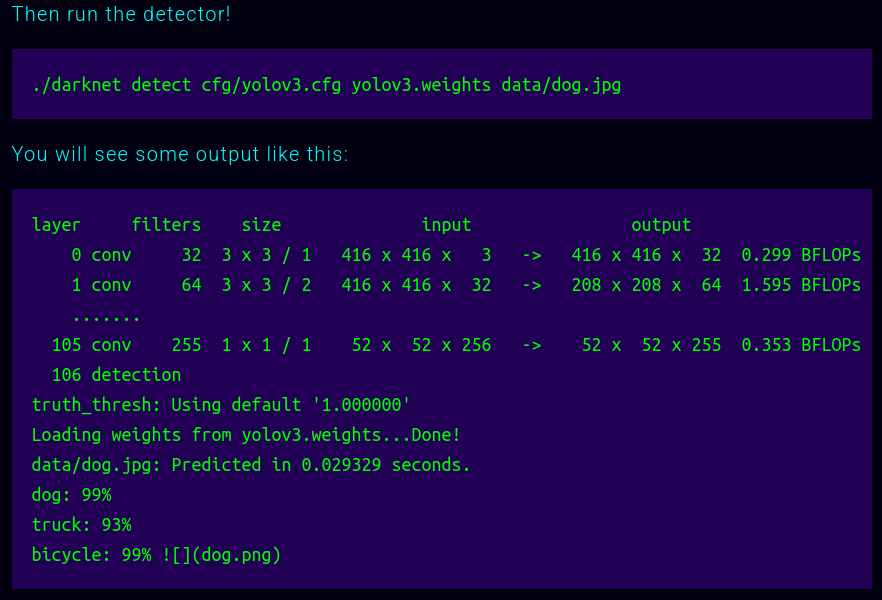 Then run the detector!
./darknet detect cfg/yolov3.cfg yolov3.weights data/dog.jpg
You will see some output like this:
layer     filters    size              input                output
    0 conv     32  3 x 3 / 1   416 x 416 x   3   ->   416 x 416 x  32  0.299 BFLOPs
    1 conv     64  3 x 3 / 2   416 x 416 x  32   ->   208 x 208 x  64  1.595 BFLOPs
    .......
  105 conv    255  1 x 1 / 1    52 x  52 x 256   ->    52 x  52 x 255  0.353 BFLOPs
  106 detection
truth_thresh: Using default '1.000000'
Loading weights from yolov3.weights...Done!
data/dog.jpg: Predicted in 0.029329 seconds.
dog: 99%
truck: 93%
bicycle: 99% ![](dog.png)